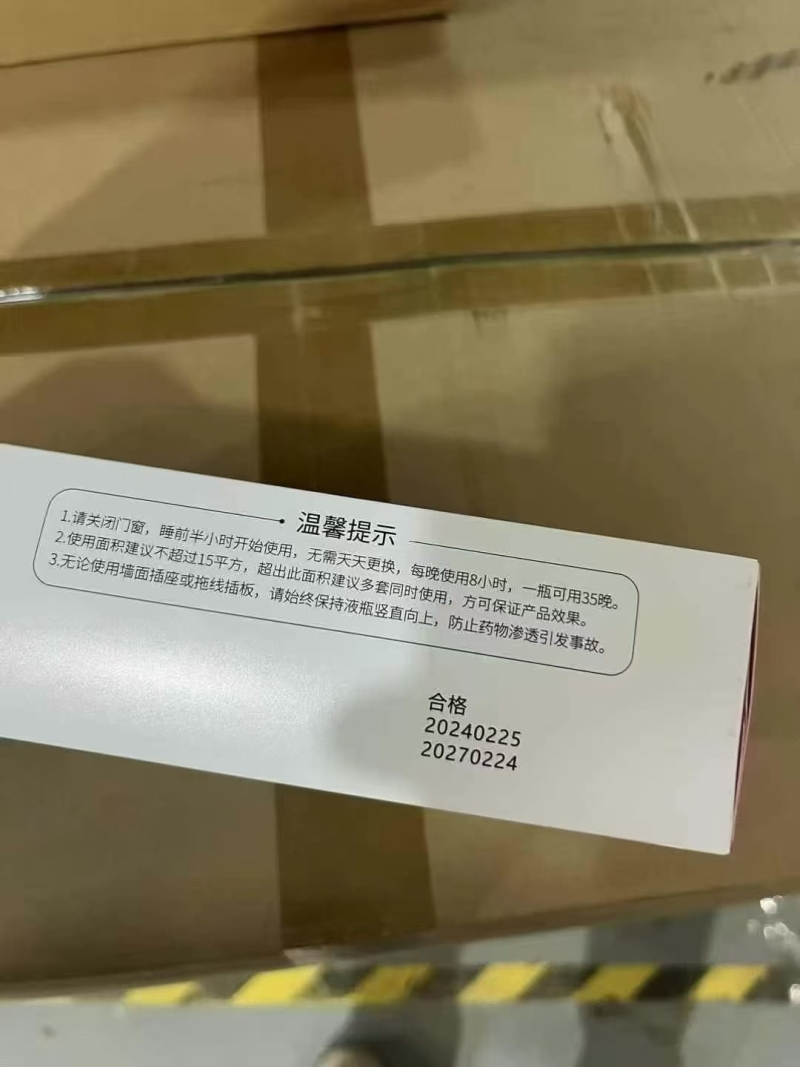 温馨提示
1.请关闭门窗，睡前半小时开始使用，无需天天更换，每晚使用8小时，一瓶可用35晚。
2.使用面积建议不超过15平方，超出此面积建议多套同时使用，方可保证产品效果。
3.无论使用墙面插座或拖线插板，请始终保持液瓶竖直向上，防止药物渗透引发事故。
合格
20240225
20270224